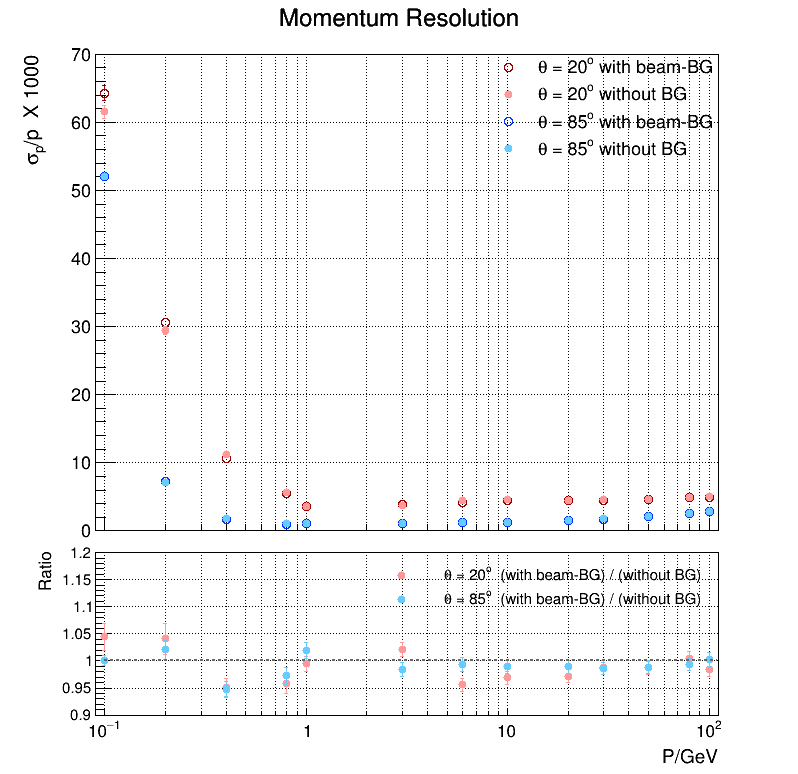 Momentum Resolution
σp/p X 1000
70
60
50
40
30
20
10
0
θ = 20° with beam-BG
θ = 20° without BG
θ = 85° with beam-BG
θ = 85° without BG
Ratio
1.2
1.15
1.1
1.05
1
0.95
0.9
θ = 20° (with beam-BG) / (without BG)
θ = 85° (with beam-BG) / (without BG)
10⁻¹ 1 10 10²
P/GeV